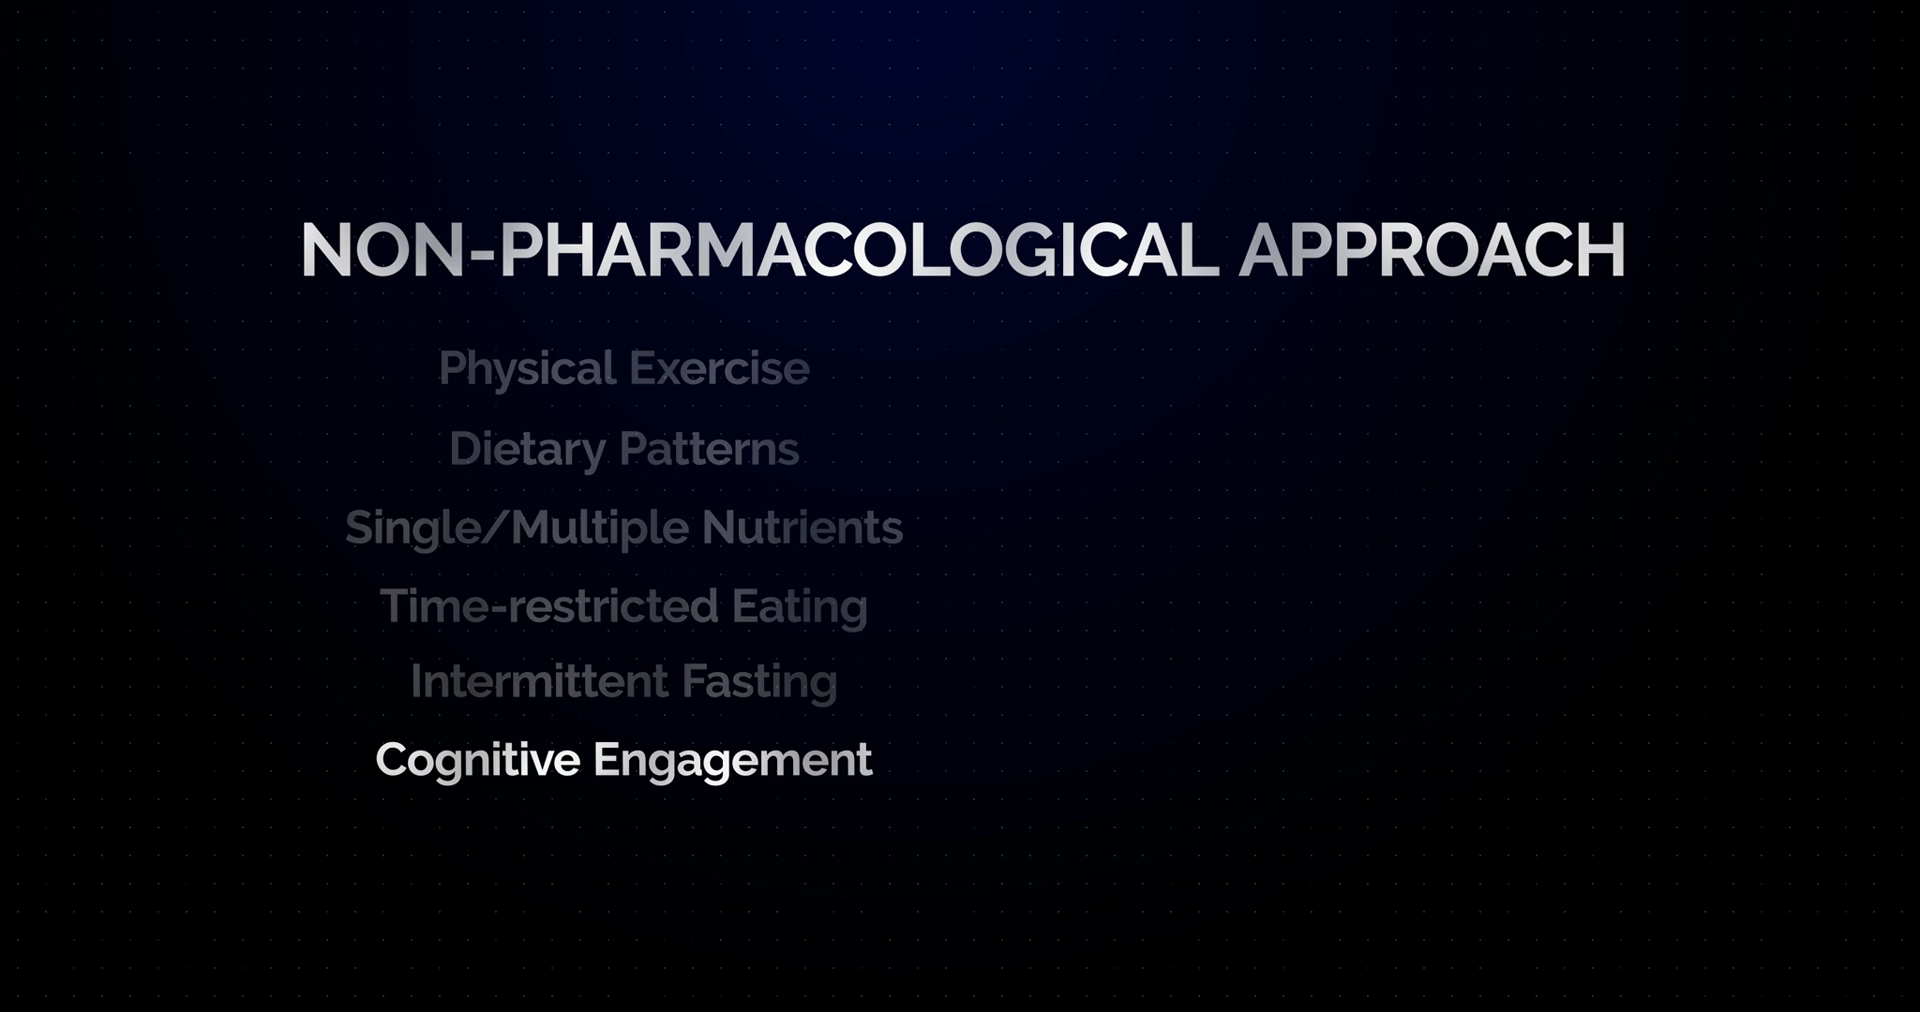 NON-PHARMACOLOGICAL APPROACH
Physical Exercise
Dietary Patterns
Single/Multiple Nutrients
Time-restricted Eating
Intermittent Fasting
Cognitive Engagement